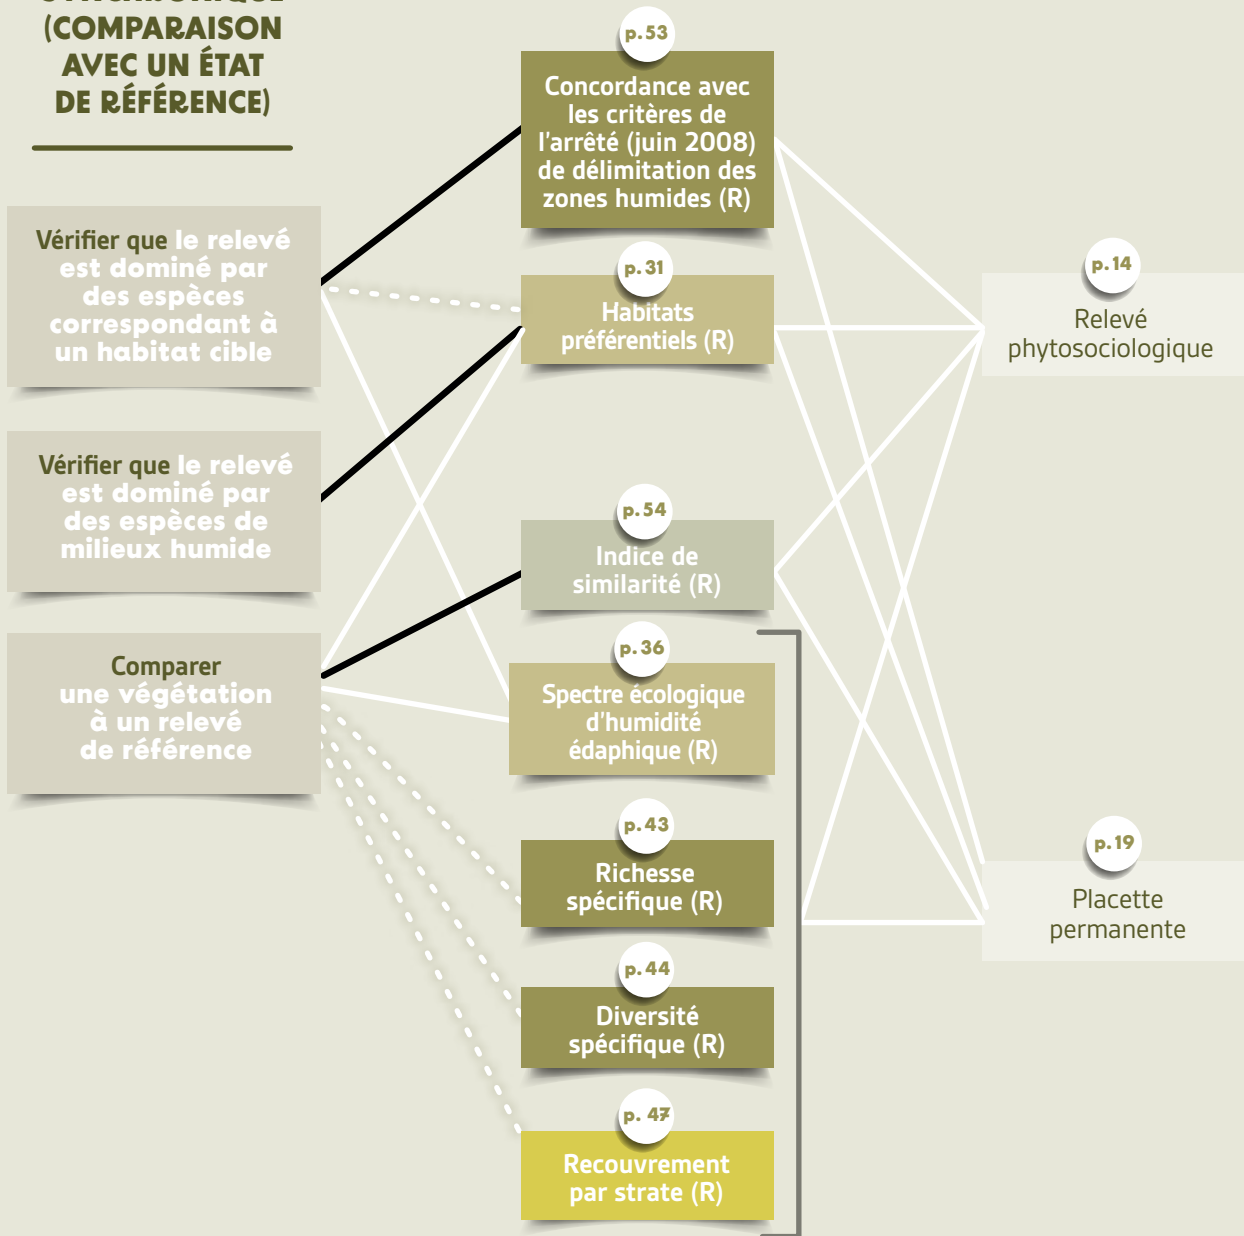 (COMPARAISON
AVEC UN ÉTAT
DE RÉFÉRENCE)
Vérifier que le relevé
est dominé par
des espèces
correspondant à
un habitat cible
Vérifier que le relevé
est dominé par
des espèces de
milieux humide
Comparer
une végétation
à un relevé
de référence
p.53
Concordance avec
les critères de
l'arrêté (juin 2008)
de délimitation des
zones humides (R)
p.31
Habitats
préférentiels (R)
p.54
Indice de
similarité (R)
p.36
Spectre écologique
d'humidité
édaphique (R)
p.43
Richesse
spécifique (R)
p.44
Diversité
spécifique (R)
p. 47
Recouvrement
par strate (R)
p.14
Relevé
phytosociologique
p.19
Placette
permanente